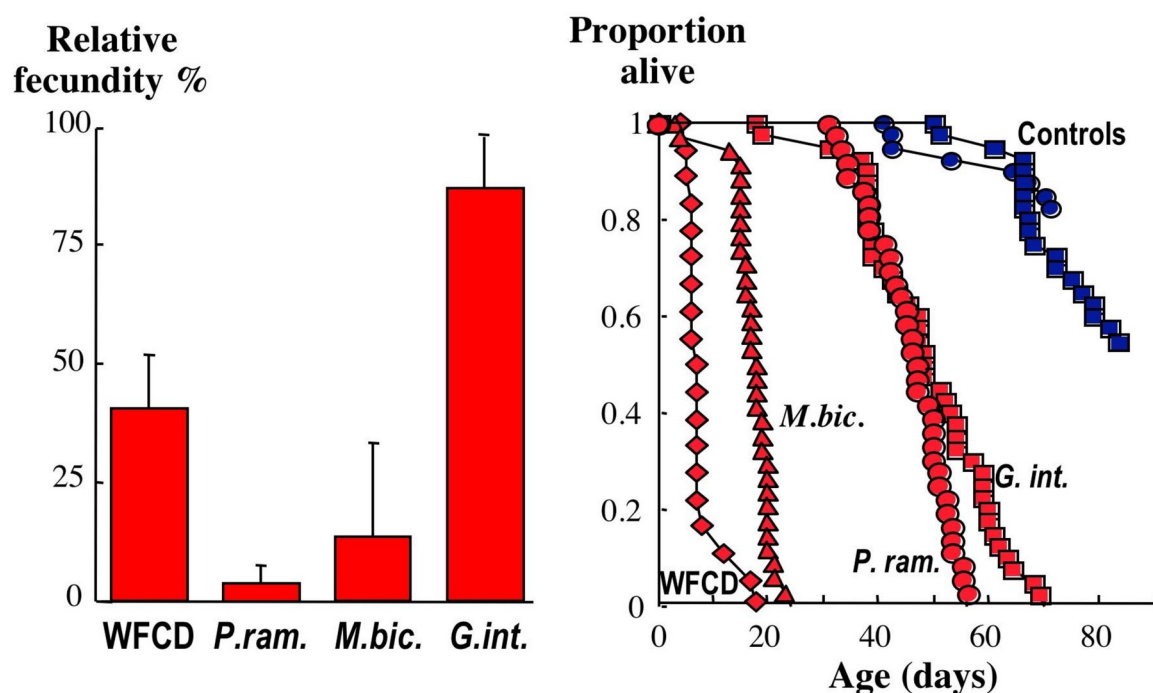 Relative
fecundity %
100
75
50
25
0
WFCD
P.ram.
M.bic.
G.int.
Proportion
alive
1
0.8
0.6
0.4
0.2
0
Controls
M.bic.
G. int.
P. ram.
WFCD
0
20
40
60
80
Age (days)